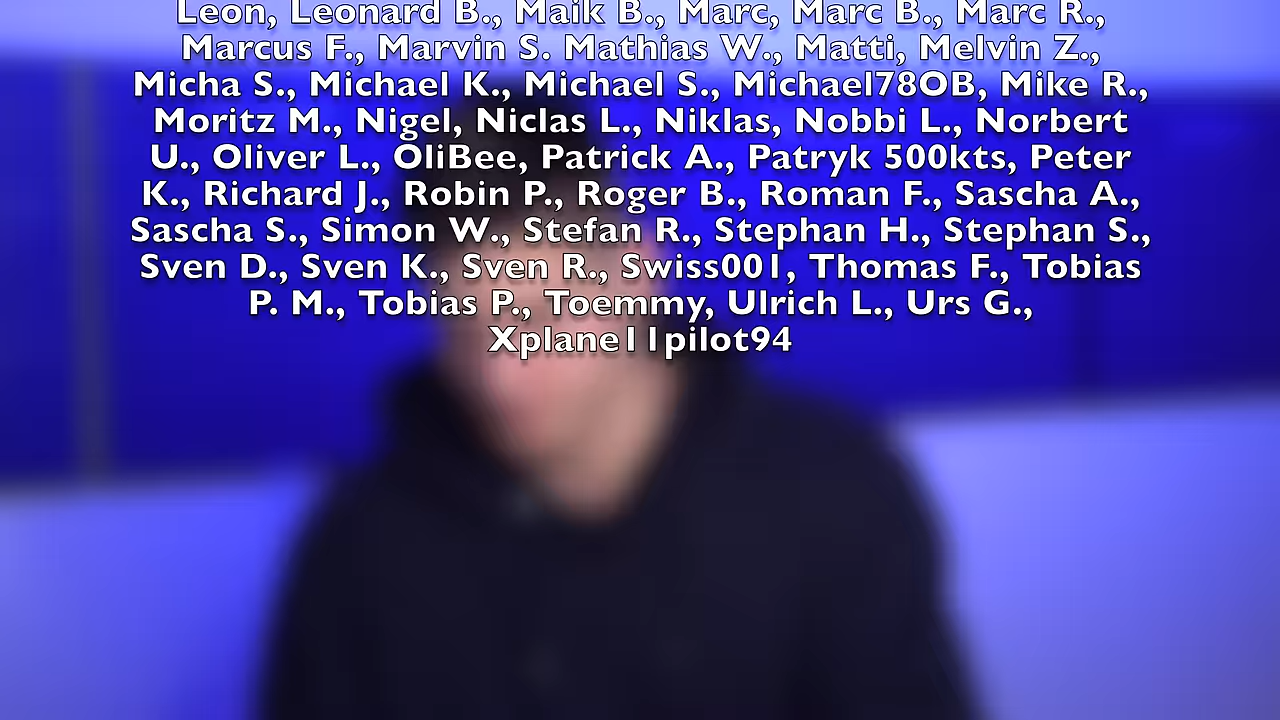 Leon, Leonard B., Maik B., Marc, Marc B., Marc R.,
Marcus F., Marvin S. Mathias W., Matti, Melvin Z.,
Micha S., Michael K., Michael S., Michael78OB, Mike R.,
Moritz M., Nigel, Niclas L., Niklas, Nobbi L., Norbert
U., Oliver L., OliBee, Patrick A., Patryk 500kts, Peter
K., Richard J., Robin P., Roger B., Roman F., Sascha A.,
Sascha S., Simon W., Stefan R., Stephan H., Stephan S.,
Sven D., Sven K., Sven R., Swiss001, Thomas F., Tobias
P. M., Tobias P., Toemmy, Ulrich L., Urs G.,
Xplane11pilot94